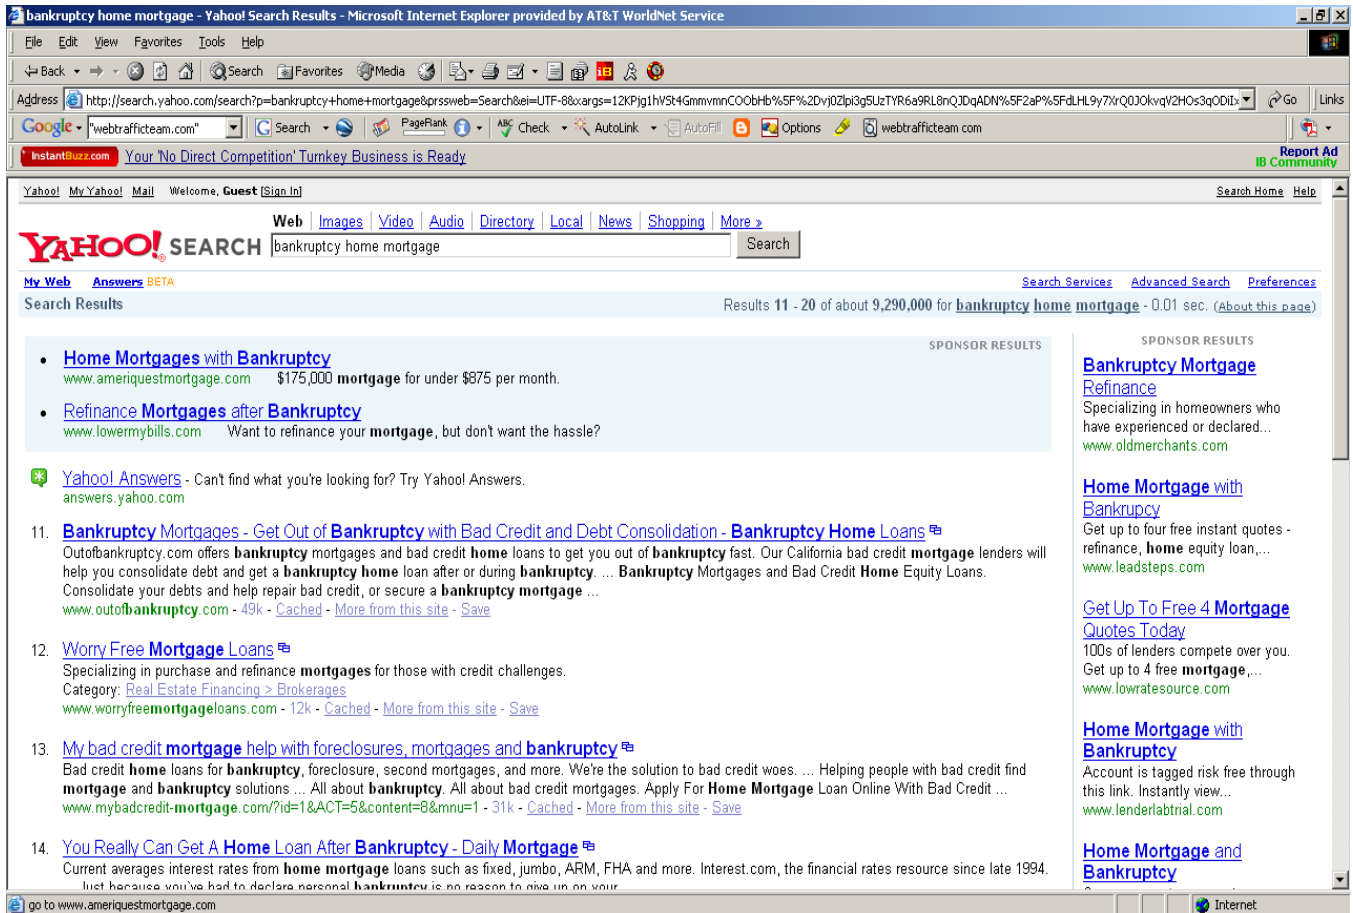 bankruptcy home mortgage - Yahoo! Search Results - Microsoft Internet Explorer provided by AT&T WorldNet Service
File Edit View Favorites Tools Help
Back Search Favorites Media
Address http://search.yahoo.com/search?p=bankruptcy+home+mortgage&prssweb=Search&ei=UTF-8&xargs=12KPjg1hVSt4GmmvmnCOObHb%5F%2Dvj0Zlpi3g5UzTYR6a9RL8nQJDqADN%5F2aP%5FdLHL9y7XrQ0JOkvqV2HOs3qODiIx Go Links
Google "webtrafficteam.com" Search PageRank Check AutoLink AutoFill Options webtrafficteam com
InstantBuzz.com Your 'No Direct Competition' Turnkey Business is Ready Report Ad
IB Community
Yahoo! My Yahoo! Mail Welcome, Guest [Sign In] Search Home Help
Web Images Video Audio Directory Local News Shopping More »
YAHOO! SEARCH bankruptcy home mortgage Search
My Web Answers BETA Search Services Advanced Search Preferences
Search Results Results 11 - 20 of about 9,290,000 for bankruptcy home mortgage - 0.01 sec. (About this page)
SPONSOR RESULTS
• Home Mortgages with Bankruptcy
www.ameriquestmortgage.com $175,000 mortgage for under $875 per month.
• Refinance Mortgages after Bankruptcy
www.lowermybills.com Want to refinance your mortgage, but don't want the hassle?
Yahoo! Answers - Can't find what you're looking for? Try Yahoo! Answers.
answers.yahoo.com
11. Bankruptcy Mortgages - Get Out of Bankruptcy with Bad Credit and Debt Consolidation - Bankruptcy Home Loans
Outofbankruptcy.com offers bankruptcy mortgages and bad credit home loans to get you out of bankruptcy fast. Our California bad credit mortgage lenders will
help you consolidate debt and get a bankruptcy home loan after or during bankruptcy. ... Bankruptcy Mortgages and Bad Credit Home Equity Loans.
Consolidate your debts and help repair bad credit, or secure a bankruptcy mortgage ...
www.outofbankruptcy.com - 49k - Cached - More from this site - Save
12. Worry Free Mortgage Loans
Specializing in purchase and refinance mortgages for those with credit challenges.
Category: Real Estate Financing > Brokerages
www.worryfreemortgageloans.com - 12k - Cached - More from this site - Save
13. My bad credit mortgage help with foreclosures, mortgages and bankruptcy
Bad credit home loans for bankruptcy, foreclosure, second mortgages, and more. We're the solution to bad credit woes. ... Helping people with bad credit find
mortgage and bankruptcy solutions ... All about bankruptcy. All about bad credit mortgages. Apply For Home Mortgage Loan Online With Bad Credit ...
www.mybadcredit-mortgage.com/?id=1&ACT=5&content=8&mnu=1 - 31k - Cached - More from this site - Save
14. You Really Can Get A Home Loan After Bankruptcy - Daily Mortgage
Current averages interest rates from home mortgage loans such as fixed, jumbo, ARM, FHA and more. Interest.com, the financial rates resource since late 1994.
... Just because you've had to declare personal bankruptcy is no reason to give up on your
SPONSOR RESULTS
Bankruptcy Mortgage
Refinance
Specializing in homeowners who
have experienced or declared...
www.oldmerchants.com
Home Mortgage with
Bankrupcy
Get up to four free instant quotes -
refinance, home equity loan,...
www.leadsteps.com
Get Up To Free 4 Mortgage
Quotes Today
100s of lenders compete over you.
Get up to 4 free mortgage,...
www.lowratesource.com
Home Mortgage with
Bankruptcy
Account is tagged risk free through
this link. Instantly view...
www.lenderlabtrial.com
Home Mortgage and
Bankruptcy
go to www.ameriquestmortgage.com Internet